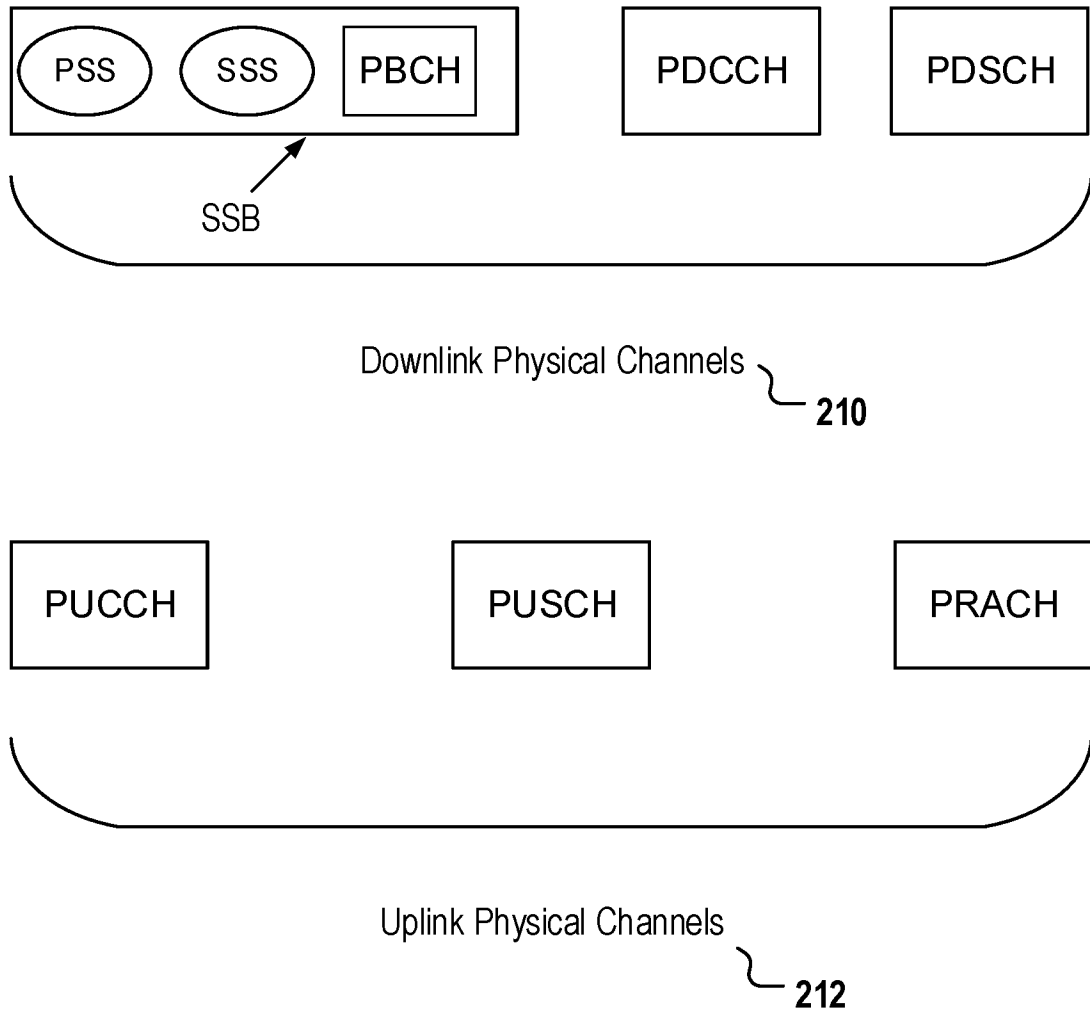 PSS SSS PBCH PDCCH PDSCH
SSB
Downlink Physical Channels
210
PUCCH PUSCH PRACH
Uplink Physical Channels
212